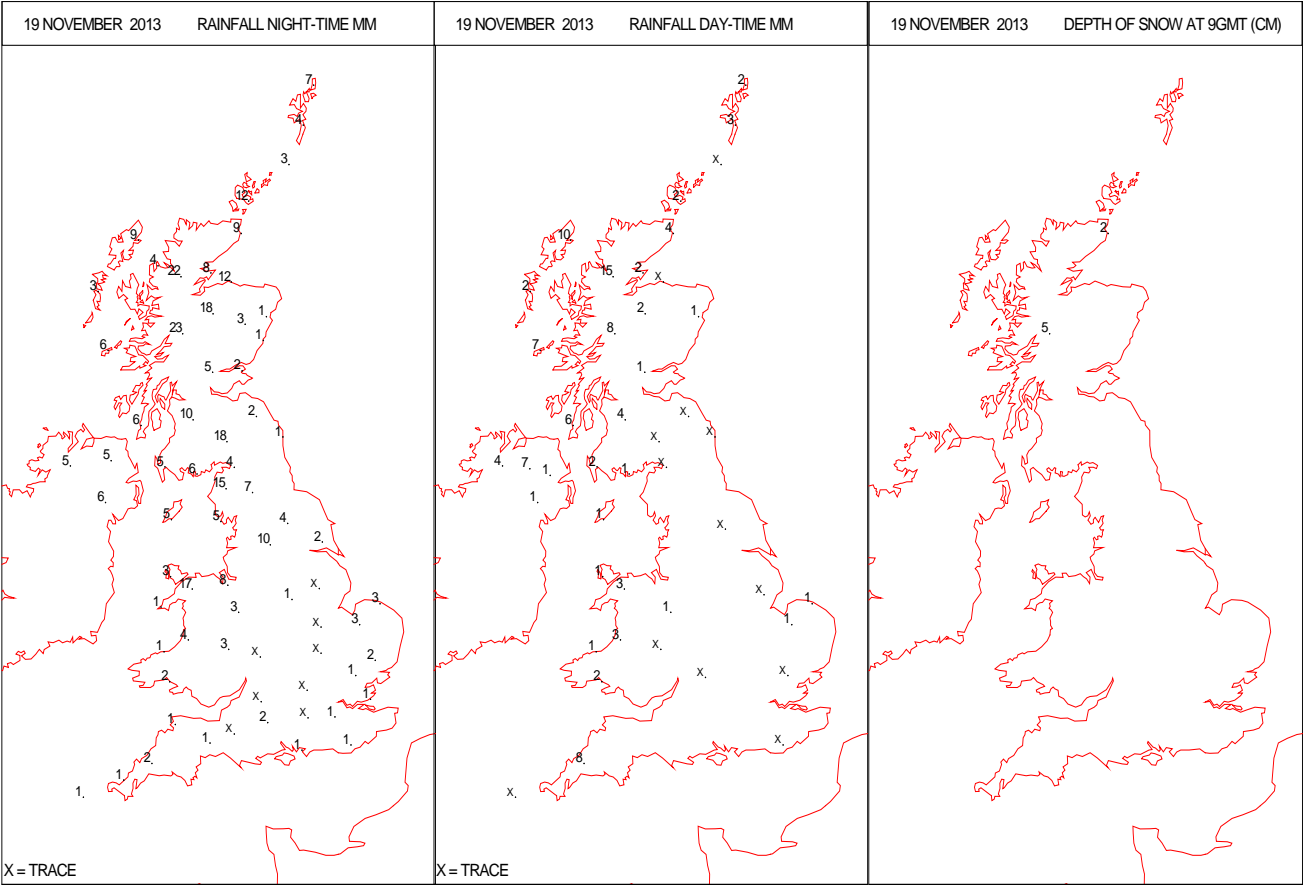 19 NOVEMBER 2013 RAINFALL NIGHT-TIME MM
7
4
3
12
9
9
4
22 8
12
3
18 1
3
23
1
6
5 2
10 2
6
18 1
5 5 5 6 4
15 7
6
5 5 4
10 2
3
17 8 X
1 3 1 3
X 3
4
1 3 X X 2
2 1
X
X 1
1 2 X 1
1 X 1 1
2
1
1
X = TRACE
19 NOVEMBER 2013 RAINFALL DAY-TIME MM
2
3
X
2
4
10
15 2
X
2
2 1
8
7
1
6 4 X
X X
4 7 1 2 1 X
1
1 X
1
3 X
1 1
1
3
1 X
2 X X
X
8
X
X = TRACE
19 NOVEMBER 2013 DEPTH OF SNOW AT 9GMT (CM)
2
5